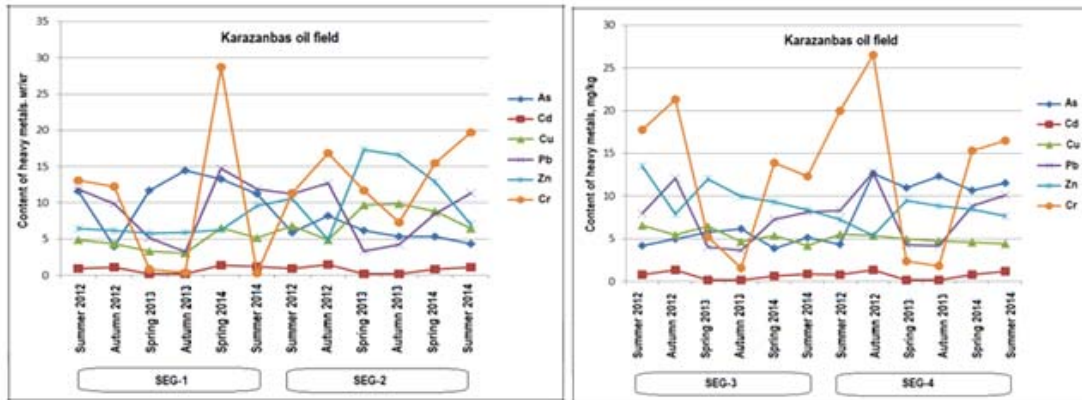 Karazanbas oil field
Content of heavy metals. мг/кг
35
30
25
20
15
10
5
0
As
Cd
Cu
Pb
Zn
Cr
Summer 2012
Autumn 2012
Spring 2013
Autumn 2013
Spring 2014
Summer 2014
Summer 2012
Autumn 2012
Spring 2013
Autumn 2013
Spring 2014
Summer 2014
SEG-1
SEG-2
Karazanbas oil field
Content of heavy metals, mg/kg
30
25
20
15
10
5
0
As
Cd
Cu
Pb
Zn
Cr
Summer 2012
Autumn 2012
Spring 2013
Autumn 2013
Spring 2014
Summer 2014
Summer 2012
Autumn 2012
Spring 2013
Autumn 2013
Spring 2014
Summer 2014
SEG-3
SEG-4